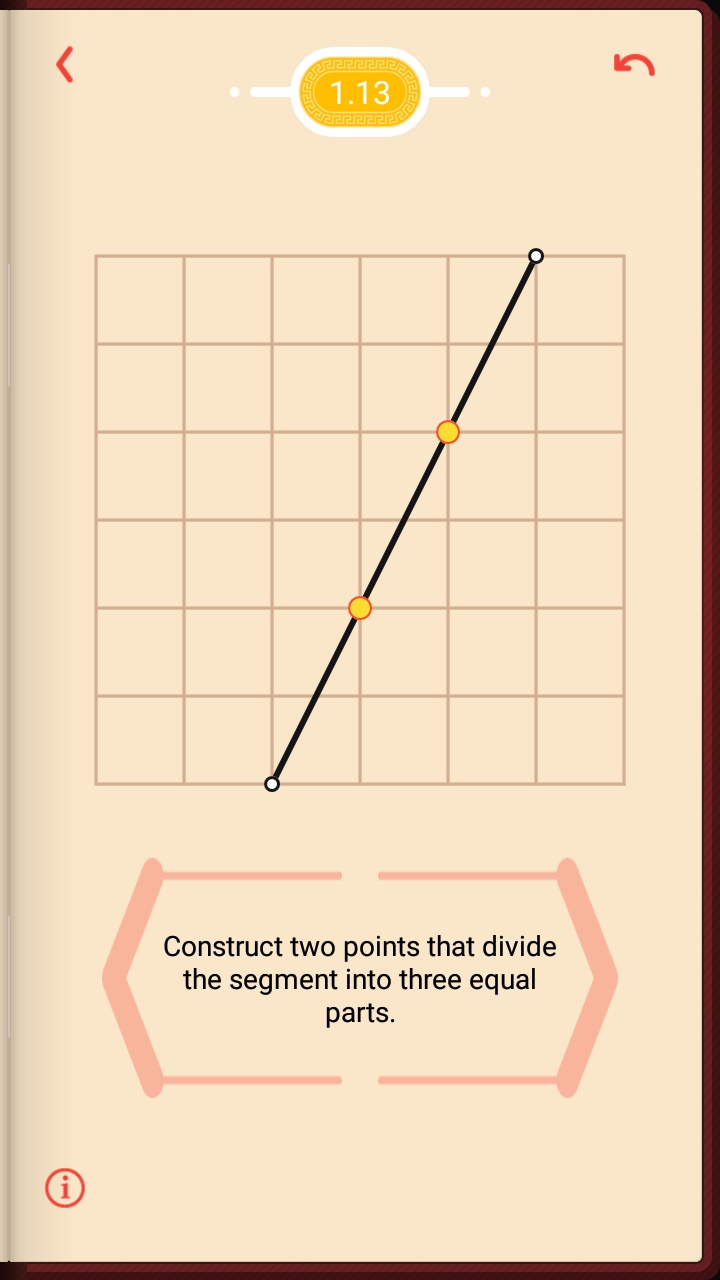 1.13
Construct two points that divide
the segment into three equal
parts.
i